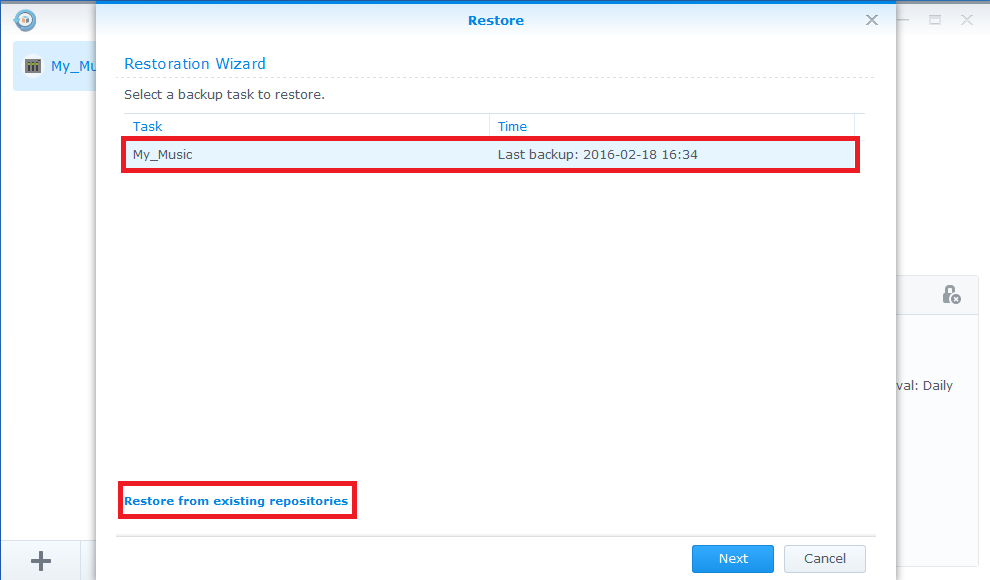 Restore
My_Mu
Restoration Wizard
Select a backup task to restore.
Task Time
My_Music Last backup: 2016-02-18 16:34
val: Daily
Restore from existing repositories
Next Cancel